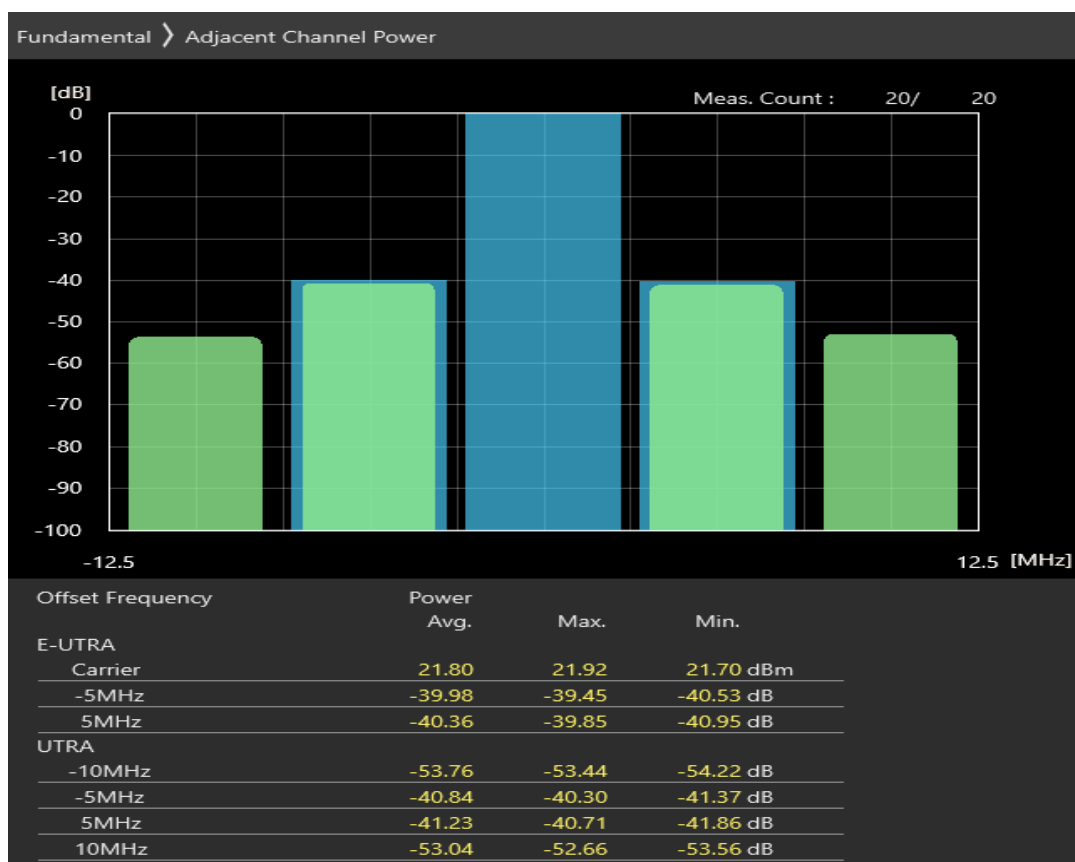 Fundamental ❯ Adjacent Channel Power
[dB]
Meas. Count : 20/ 20
0
-10
-20
-30
-40
-50
-60
-70
-80
-90
-100
-12.5 12.5 [MHz]
Offset Frequency Power
Avg. Max. Min.
E-UTRA
Carrier 21.80 21.92 21.70 dBm
-5MHz -39.98 -39.45 -40.53 dB
5MHz -40.36 -39.85 -40.95 dB
UTRA
-10MHz -53.76 -53.44 -54.22 dB
-5MHz -40.84 -40.30 -41.37 dB
5MHz -41.23 -40.71 -41.86 dB
10MHz -53.04 -52.66 -53.56 dB